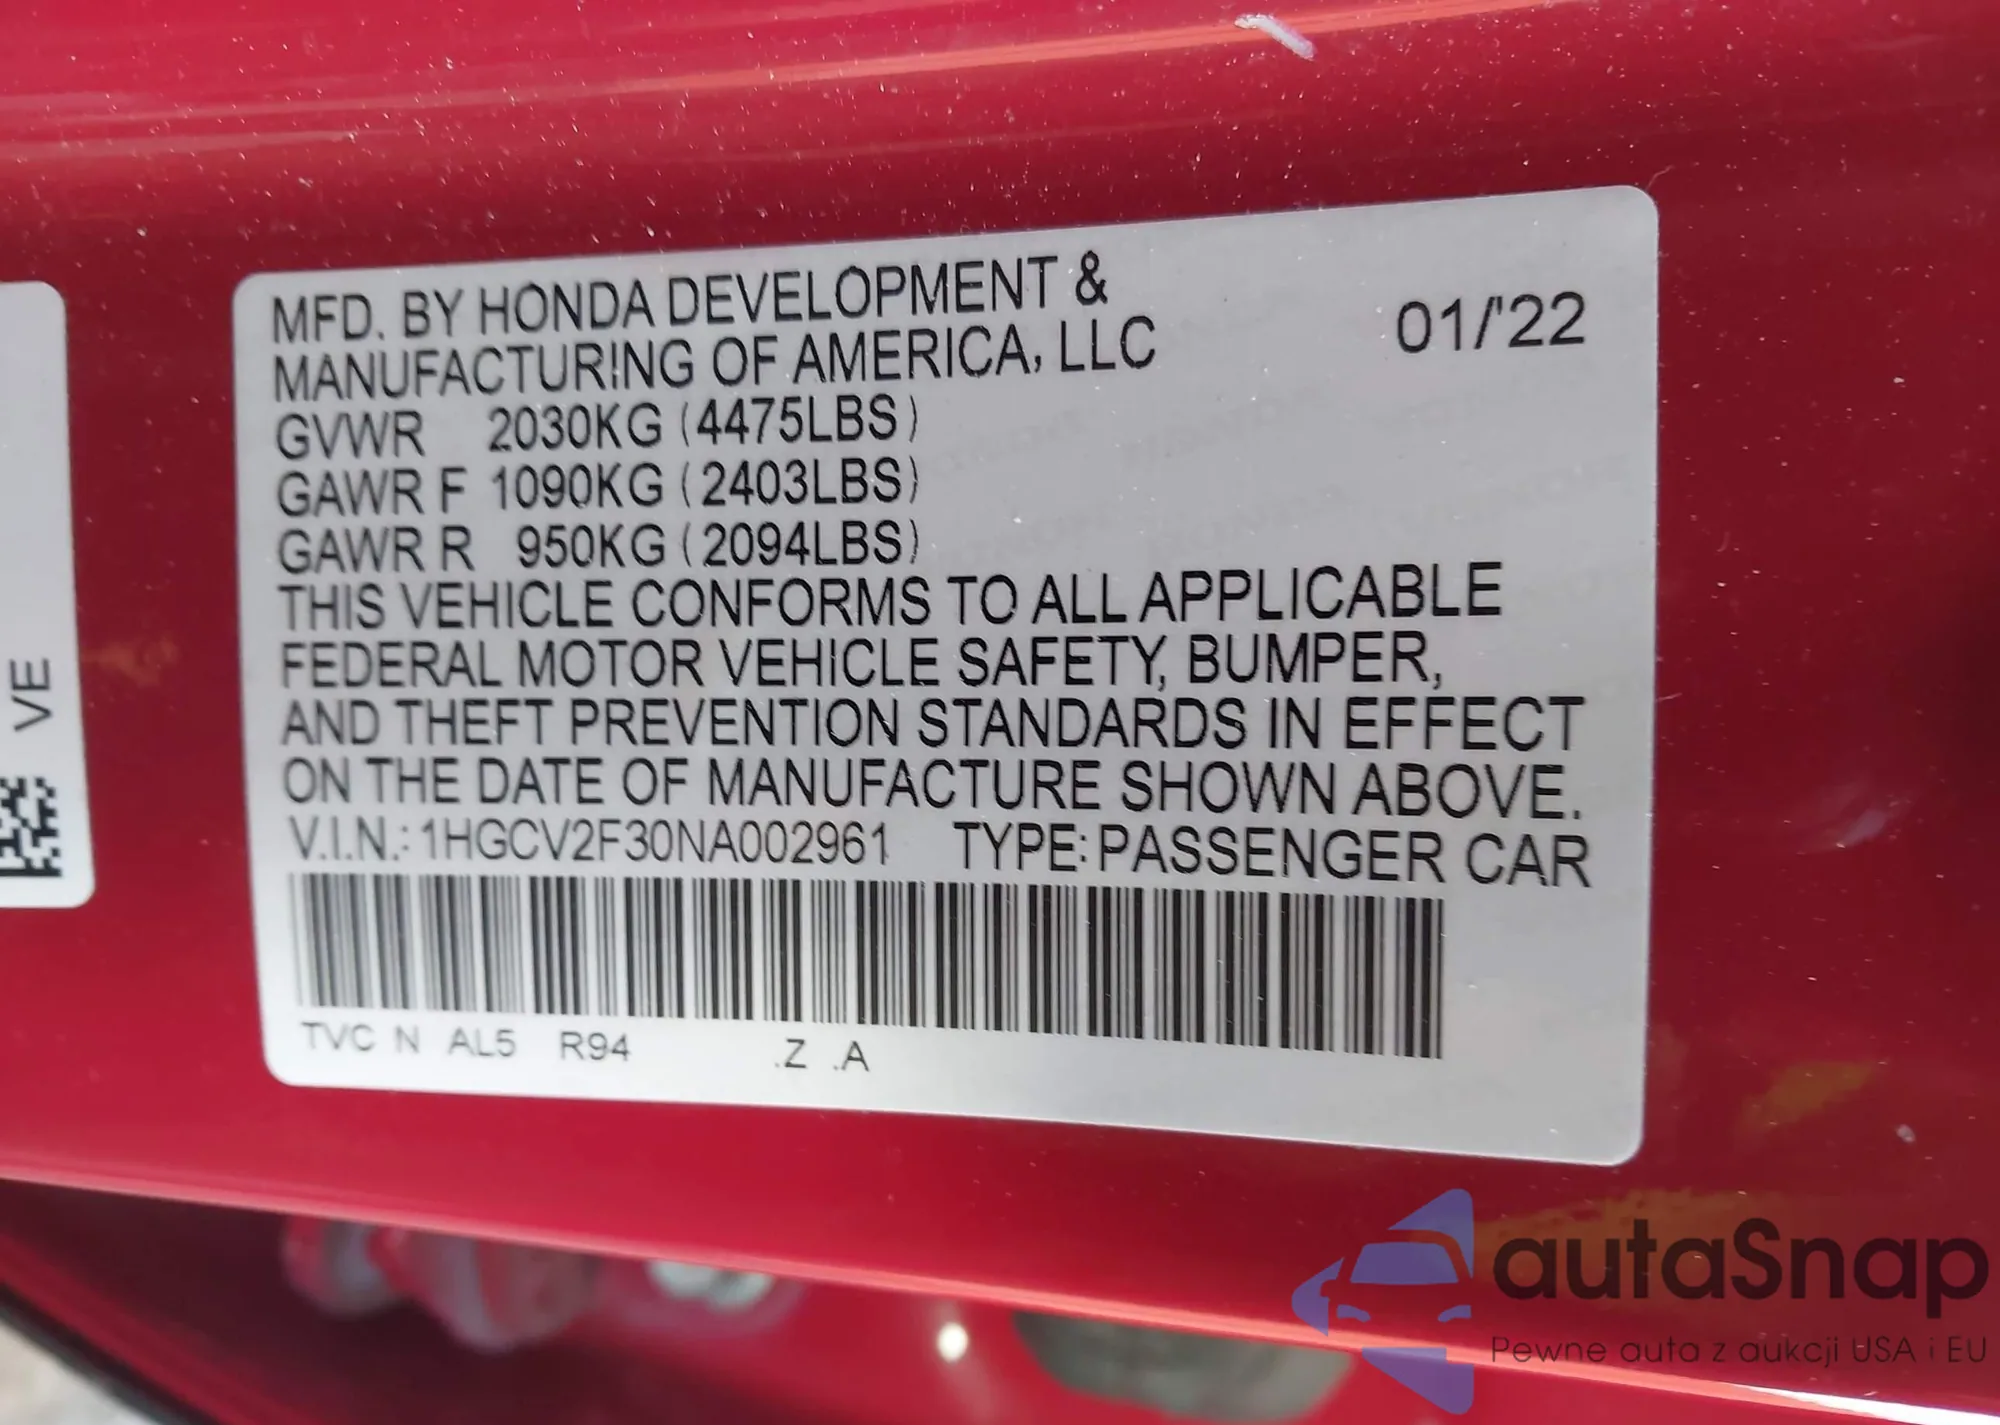 MFD. BY HONDA DEVELOPMENT &
MANUFACTURING OF AMERICA, LLC
01/'22
GVWR 2030KG (4475LBS)
GAWR F 1090KG (2403LBS)
GAWR R 950KG (2094LBS)
THIS VEHICLE CONFORMS TO ALL APPLICABLE
FEDERAL MOTOR VEHICLE SAFETY, BUMPER,
AND THEFT PREVENTION STANDARDS IN EFFECT
ON THE DATE OF MANUFACTURE SHOWN ABOVE.
V.I.N.: 1HGCV2F30NA002961 TYPE: PASSENGER CAR
TVC N AL5 R94 .Z .A
VE
autaSnap
Pewne auta z aukcji USA i EU